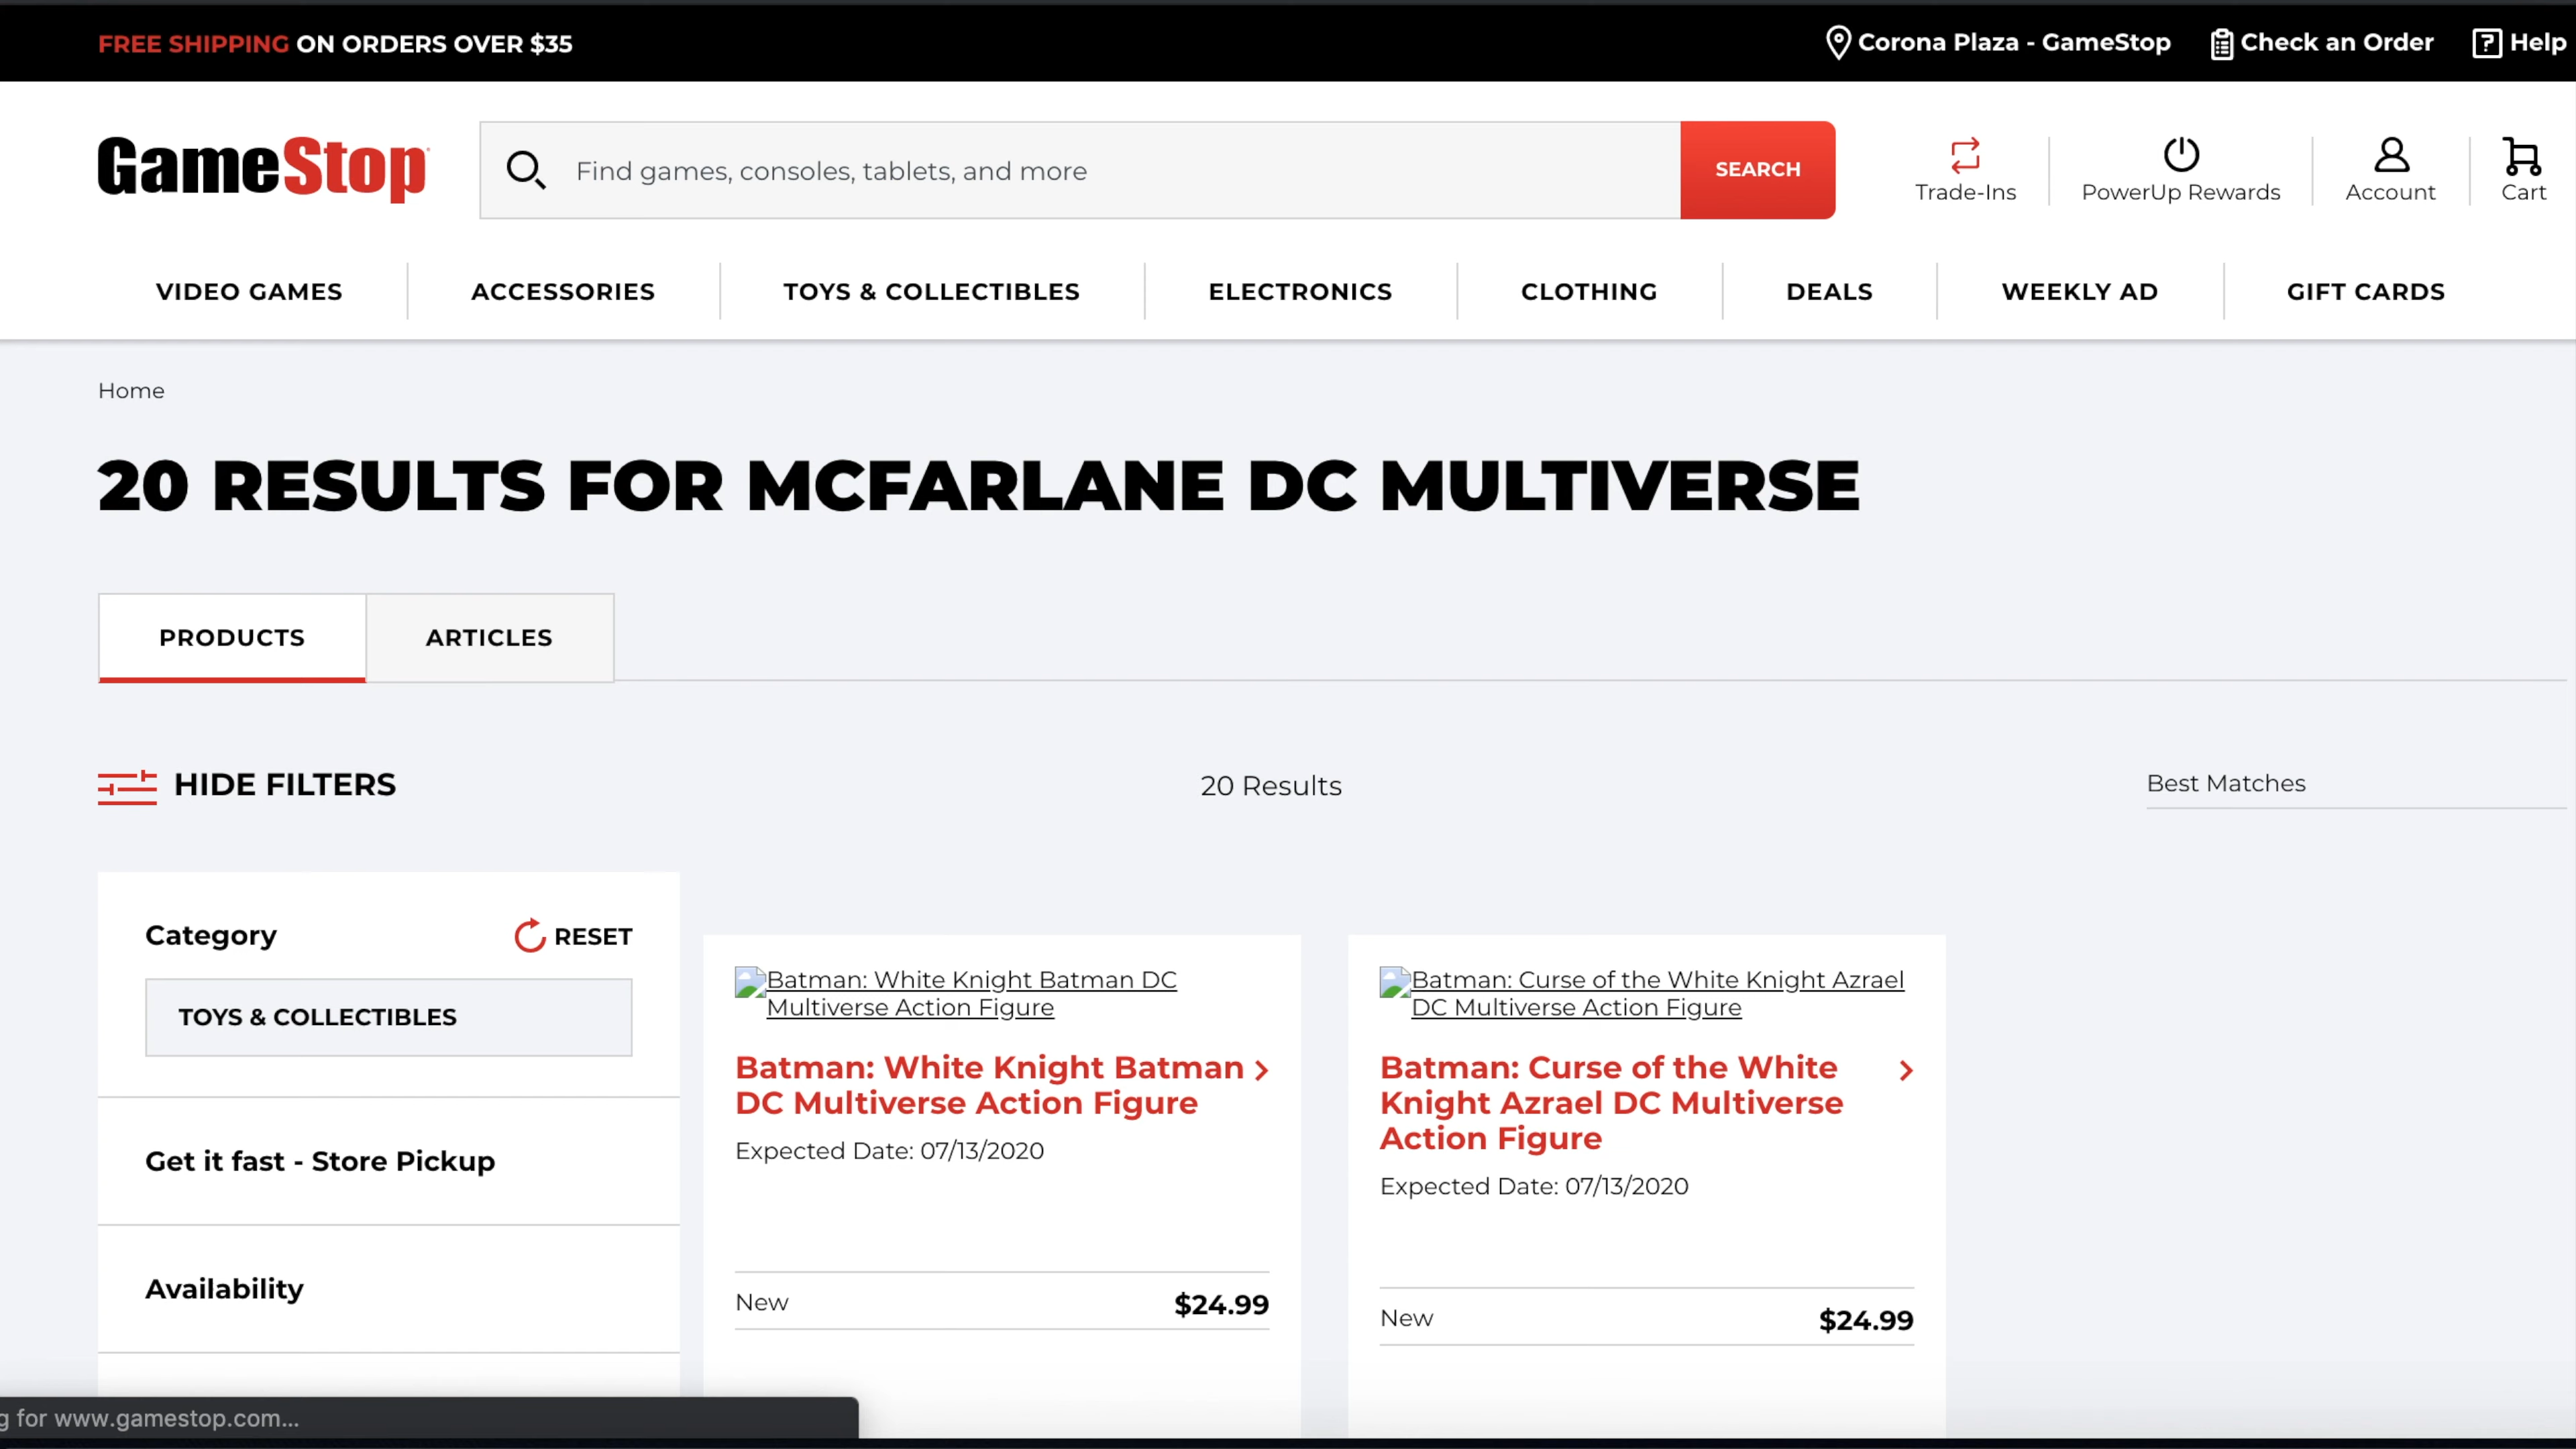 FREE SHIPPING ON ORDERS OVER $35
Corona Plaza - GameStop
Check an Order
Help
GameStop
Find games, consoles, tablets, and more
SEARCH
Trade-Ins
PowerUp Rewards
Account
Cart
VIDEO GAMES
ACCESSORIES
TOYS & COLLECTIBLES
ELECTRONICS
CLOTHING
DEALS
WEEKLY AD
GIFT CARDS
Home
20 RESULTS FOR MCFARLANE DC MULTIVERSE
PRODUCTS
ARTICLES
HIDE FILTERS
20 Results
Best Matches
Category
RESET
TOYS & COLLECTIBLES
Get it fast - Store Pickup
Availability
Batman: White Knight Batman DC
Multiverse Action Figure
Batman: White Knight Batman
DC Multiverse Action Figure
Expected Date: 07/13/2020
New
$24.99
Batman: Curse of the White Knight Azrael
DC Multiverse Action Figure
Batman: Curse of the White
Knight Azrael DC Multiverse
Action Figure
Expected Date: 07/13/2020
New
$24.99
g for www.gamestop.com...